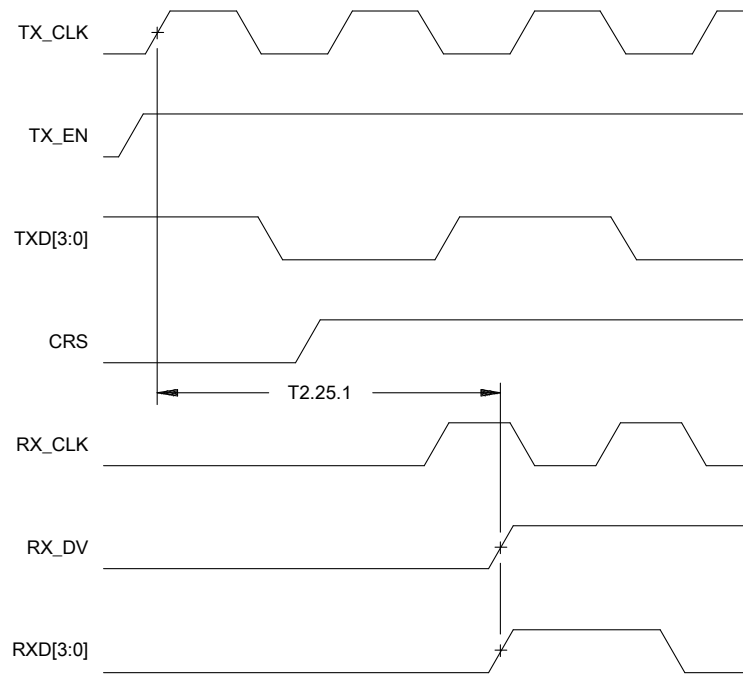 TX_CLK
TX_EN
TXD[3:0]
CRS
T2.25.1
RX_CLK
RX_DV
RXD[3:0]